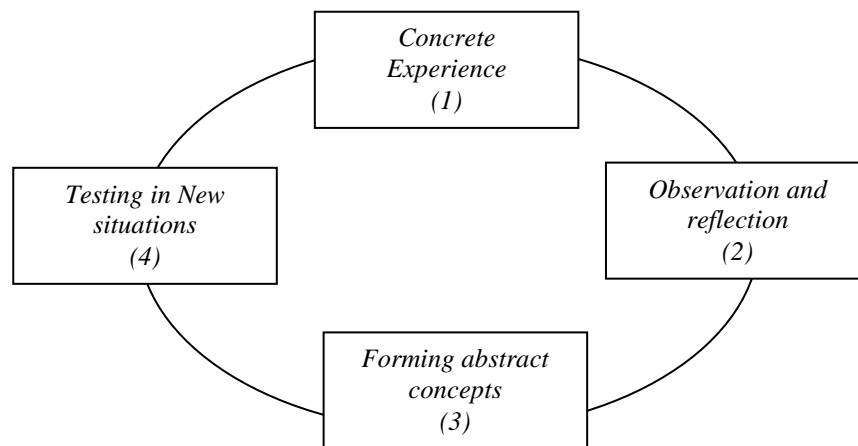 Concrete
Experience
(1)
Observation and
reflection
(2)
Forming abstract
concepts
(3)
Testing in New
situations
(4)